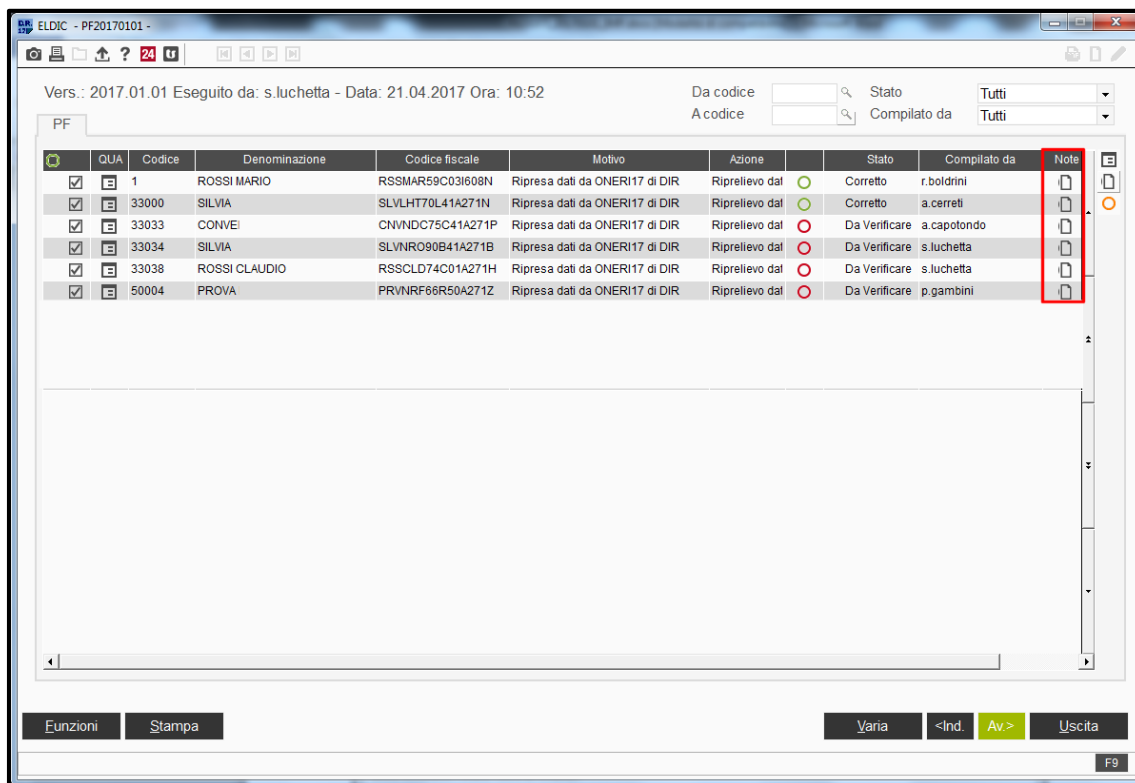 ELDIC - PF20170101 -
24
Vers.: 2017.01.01 Eseguito da: s.luchetta - Data: 21.04.2017 Ora: 10:52
Da codice Stato Tutti
A codice Compilato da Tutti
PF
QUA Codice Denominazione Codice fiscale Motivo Azione Stato Compilato da Note
1 ROSSI MARIO RSSMAR59C03I608N Ripresa dati da ONERI17 di DIR Riprelievo dat Corretto r.boldrini
33000 SILVIA SLVLHT70L41A271N Ripresa dati da ONERI17 di DIR Riprelievo dat Corretto a.cerreti
33033 CONVEI CNVNDC75C41A271P Ripresa dati da ONERI17 di DIR Riprelievo dat Da Verificare a.capotondo
33034 SILVIA SLVNRO90B41A271B Ripresa dati da ONERI17 di DIR Riprelievo dat Da Verificare s.luchetta
33038 ROSSI CLAUDIO RSSCLD74C01A271H Ripresa dati da ONERI17 di DIR Riprelievo dat Da Verificare s.luchetta
50004 PROVA PRVNRF66R50A271Z Ripresa dati da ONERI17 di DIR Riprelievo dat Da Verificare p.gambini
Funzioni Stampa Varia <Ind. Av.> Uscita
F9